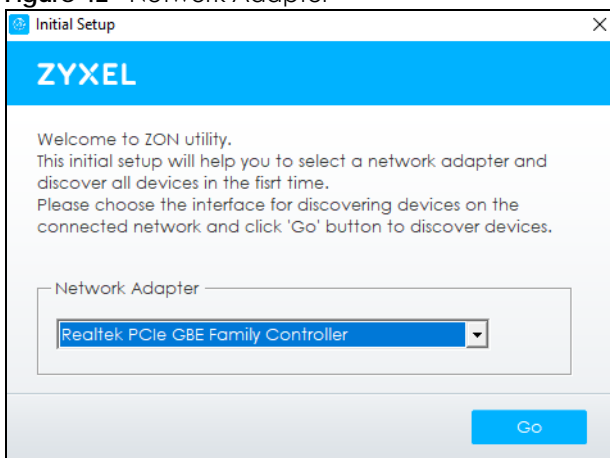 Network Adapter
Initial Setup
ZYXEL
Welcome to ZON utility.
This initial setup will help you to select a network adapter and
discover all devices in the fisrt time.
Please choose the interface for discovering devices on the
connected network and click 'Go' button to discover devices.
Network Adapter
Realtek PCIe GBE Family Controller
Go